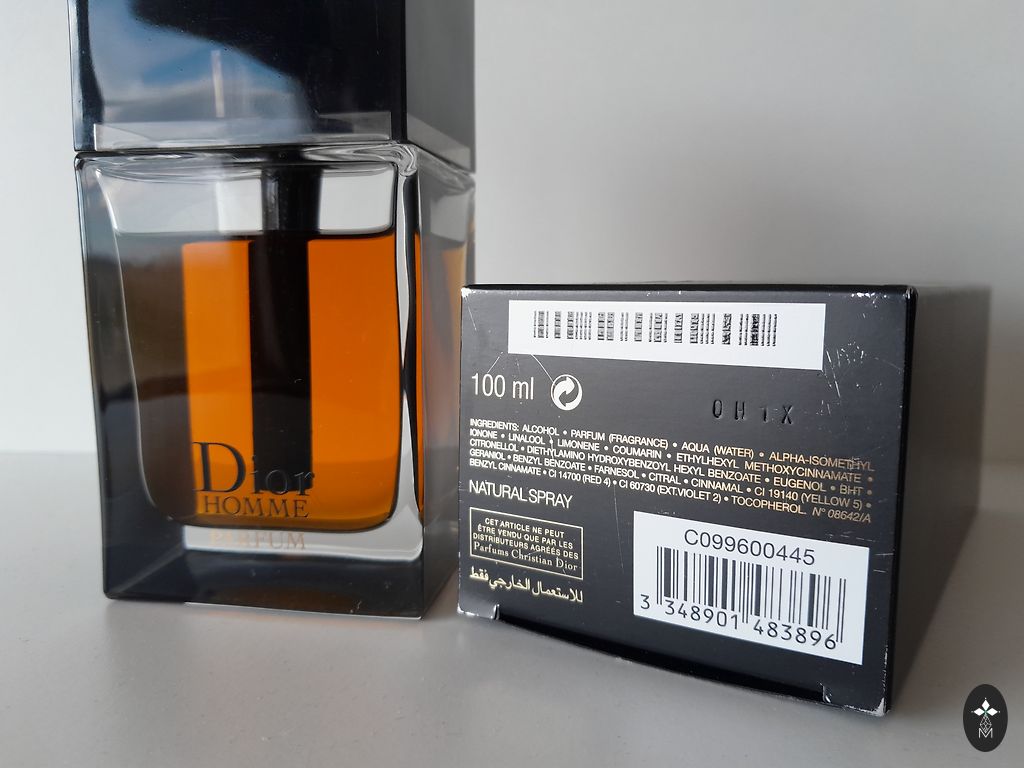 Dior
HOMME
PARFUM
100 ml
INGREDIENTS: ALCOHOL • PARFUM (FRAGRANCE) • AQUA (WATER) • ALPHA-ISOMETHYL
IONONE • LINALOOL • LIMONENE • COUMARIN • ETHYLHEXYL METHOXYCINNAMATE •
CITRONELLOL • DIETHYLAMINO HYDROXYBENZOYL HEXYL BENZOATE • EUGENOL • BHT •
GERANIOL • BENZYL BENZOATE • FARNESOL • CITRAL • CINNAMAL • CI 19140 (YELLOW 5) •
BENZYL CINNAMATE • CI 14700 (RED 4) • CI 60730 (EXT.VIOLET 2) • TOCOPHEROL. N° 08642/A
NATURAL SPRAY
CET ARTICLE NE PEUT
ÊTRE VENDU QUE PAR LES
DISTRIBUTEURS AGRÉÉS DES
Parfums Christian Dior
للاستعمال الخارجي فقط
C099600445
3 348901 483896